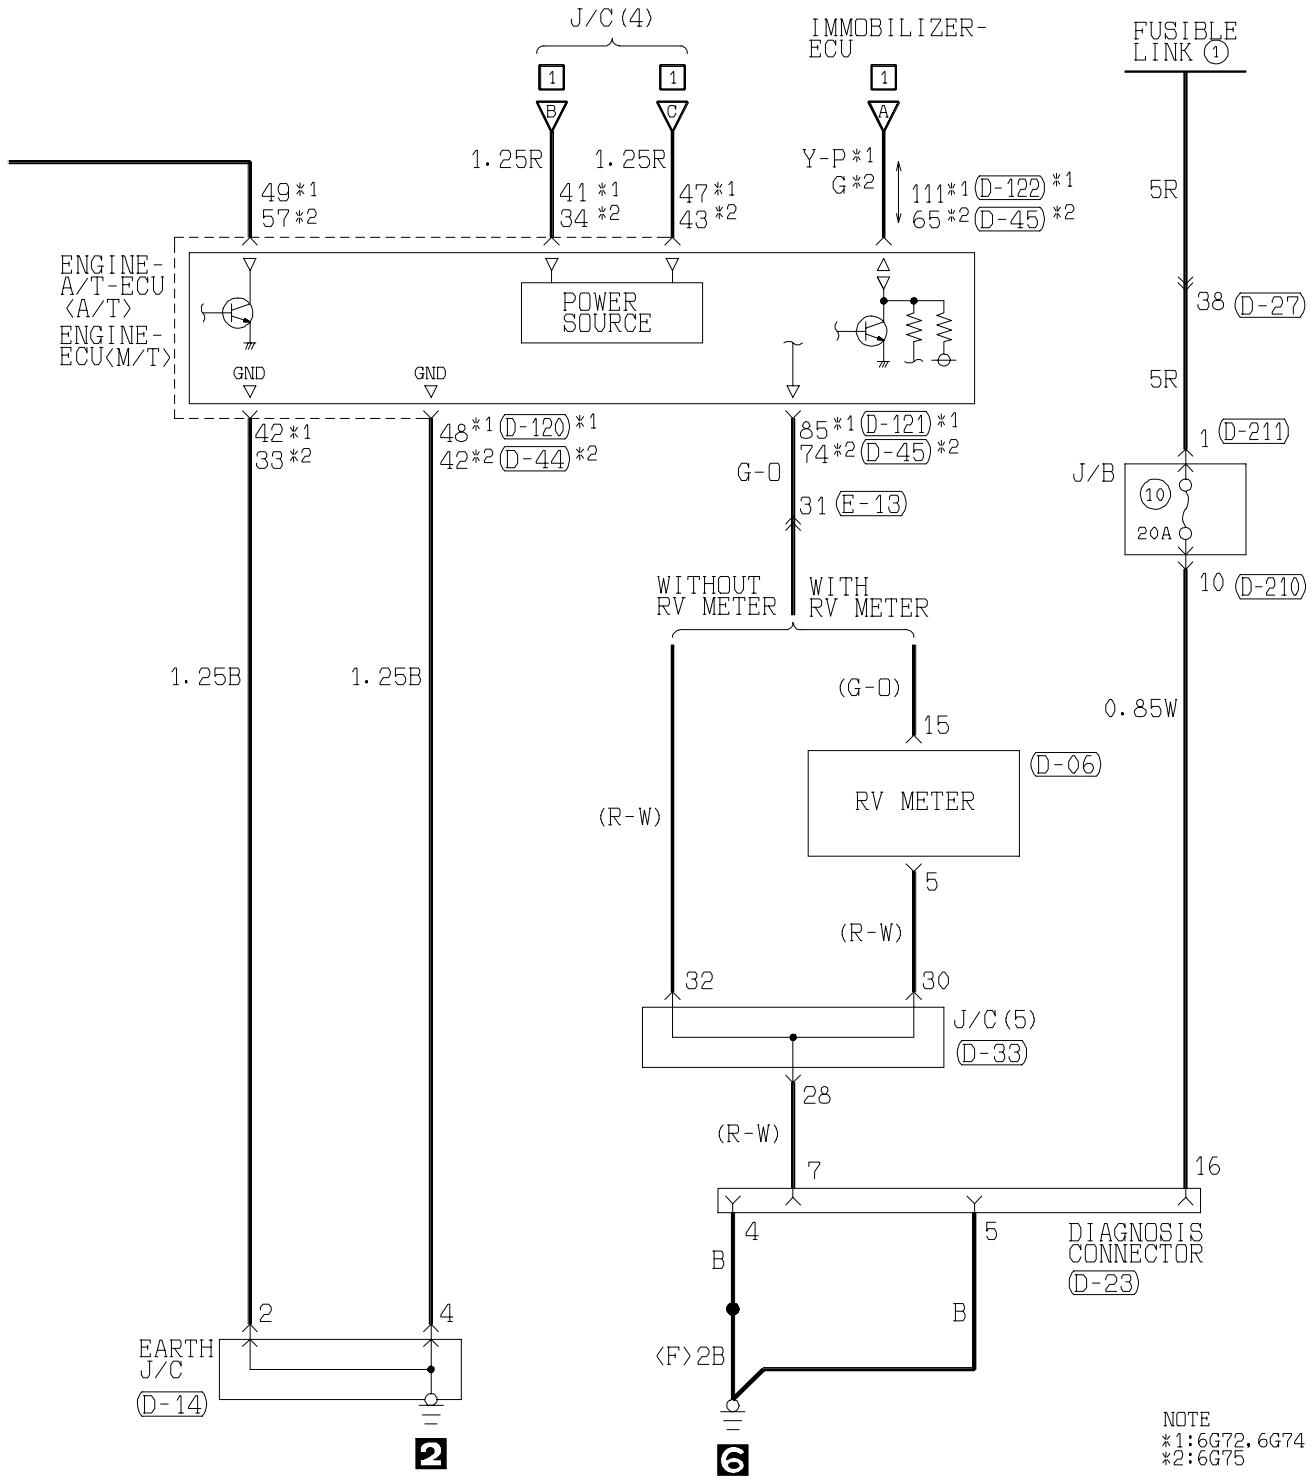 J/C(4)
IMMOBILIZER-
ECU
FUSIBLE
LINK ①
1
1
1
B
C
A
1.25R
1.25R
Y-P*1
G*2
49*1
57*2
41*1
34*2
47*1
43*2
111*1 (D-122)*1
65*2 (D-45)*2
5R
ENGINE-
A/T-ECU
<A/T>
ENGINE-
ECU<M/T>
POWER
SOURCE
GND
GND
38 (D-27)
5R
42*1
33*2
48*1 (D-120)*1
42*2 (D-44)*2
85*1 (D-121)*1
74*2 (D-45)*2
1 (D-211)
G-O
J/B
⑩
20A
31 (E-13)
WITHOUT
RV METER
WITH
RV METER
10 (D-210)
1.25B
1.25B
(G-O)
0.85W
15
(D-06)
RV METER
(R-W)
5
(R-W)
32
30
J/C(5)
(D-33)
28
(R-W)
7
16
4
5
DIAGNOSIS
CONNECTOR
(D-23)
B
B
2
4
EARTH
J/C
(D-14)
<F>2B
2
6
NOTE
*1:6G72,6G74
*2:6G75